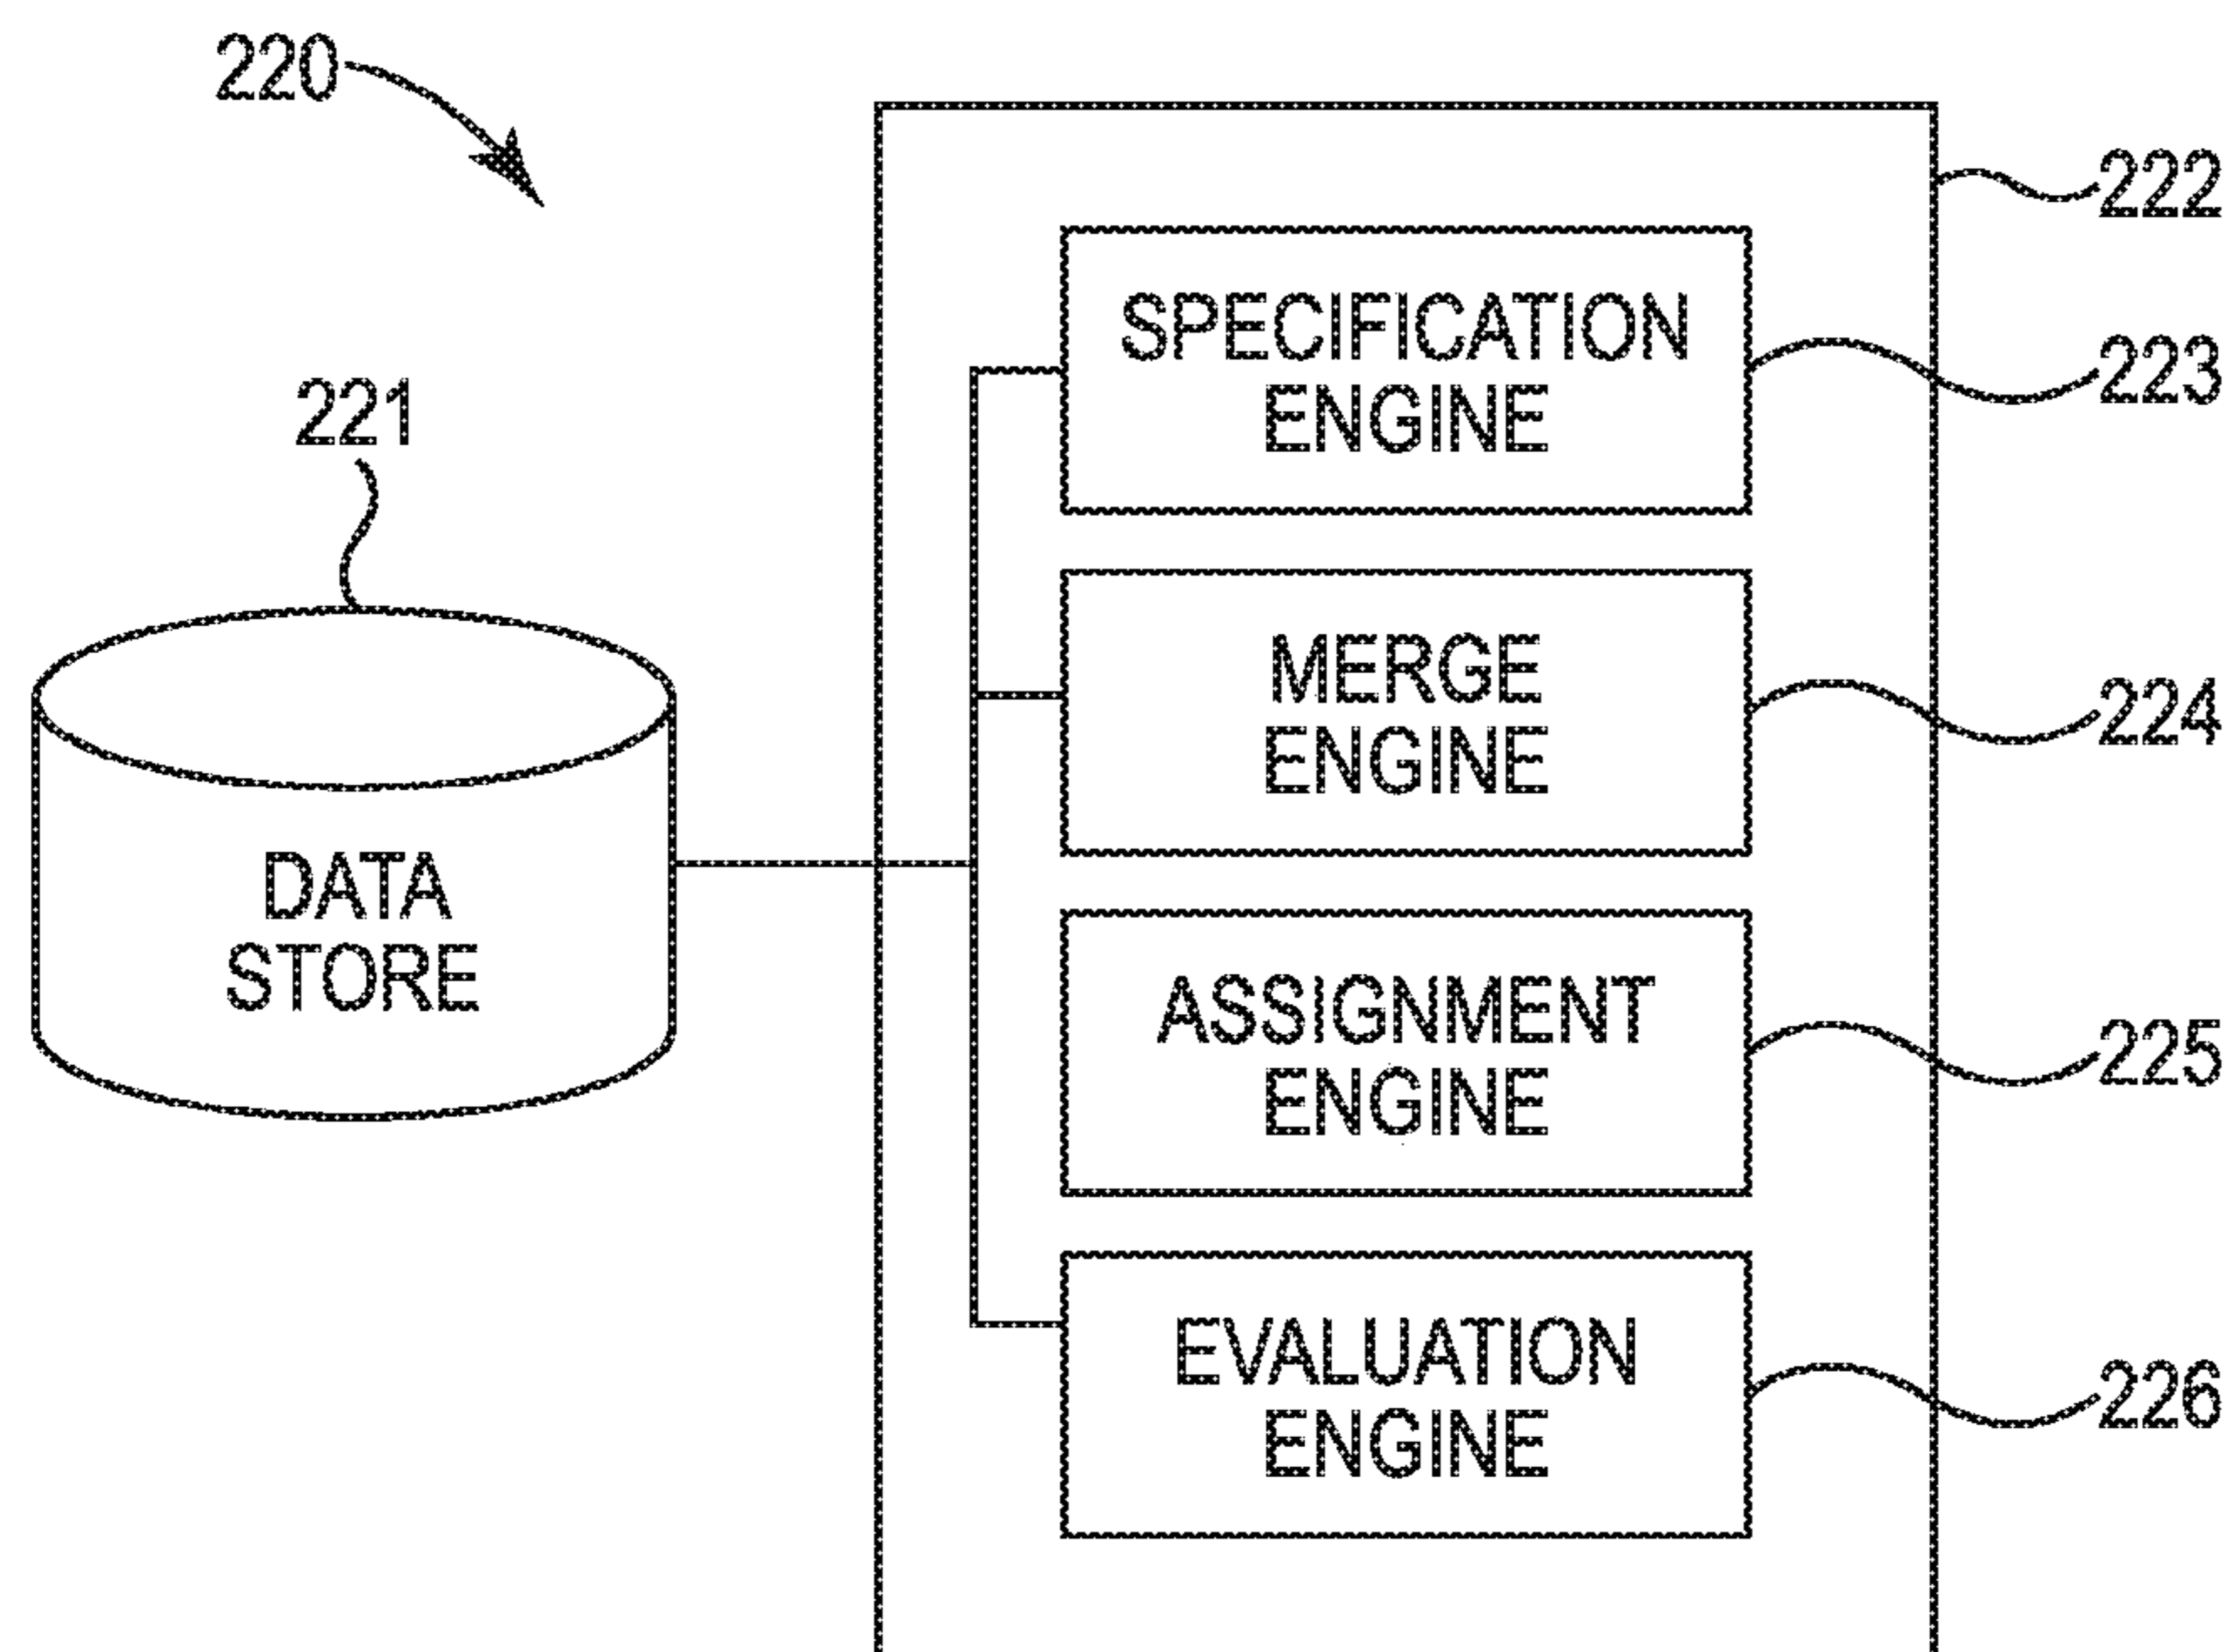 220
222
SPECIFICATION
ENGINE
223
221
MERGE
ENGINE
224
DATA
STORE
ASSIGNMENT
ENGINE
225
EVALUATION
ENGINE
226